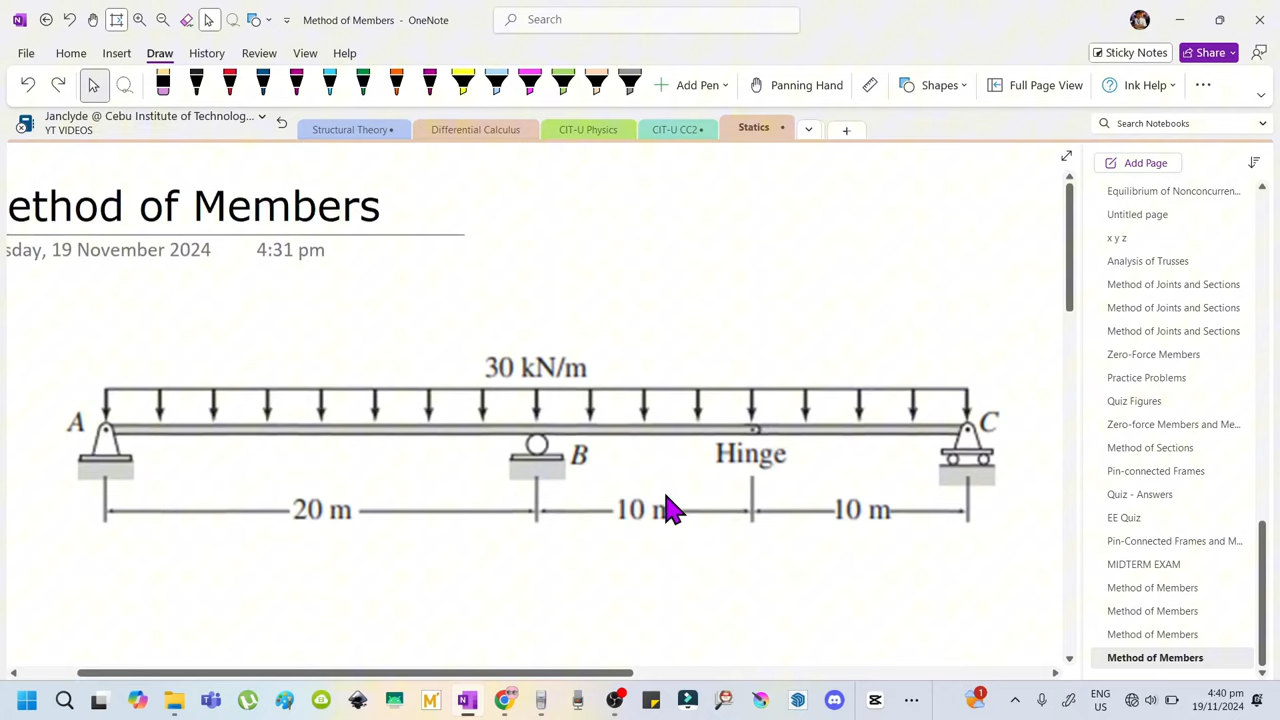 Method of Members - OneNote
Search
File Home Insert Draw History Review View Help
Sticky Notes
Share
Add Pen
Panning Hand
Shapes
Full Page View
Ink Help
Janclyde @ Cebu Institute of Technolog...
YT VIDEOS
Structural Theory
Differential Calculus
CIT-U Physics
CIT-U CC2
Statics
Search Notebooks
Add Page
ethod of Members
sday, 19 November 2024 4:31 pm
30 kN/m
A
C
B
Hinge
20 m
10 m
10 m
Equilibrium of Nonconcurren...
Untitled page
x y z
Analysis of Trusses
Method of Joints and Sections
Method of Joints and Sections
Method of Joints and Sections
Zero-Force Members
Practice Problems
Quiz Figures
Zero-force Members and Me...
Method of Sections
Pin-connected Frames
Quiz - Answers
EE Quiz
Pin-Connected Frames and M...
MIDTERM EXAM
Method of Members
Method of Members
Method of Members
Method of Members
1
ENG
US
4:40 pm
19/11/2024